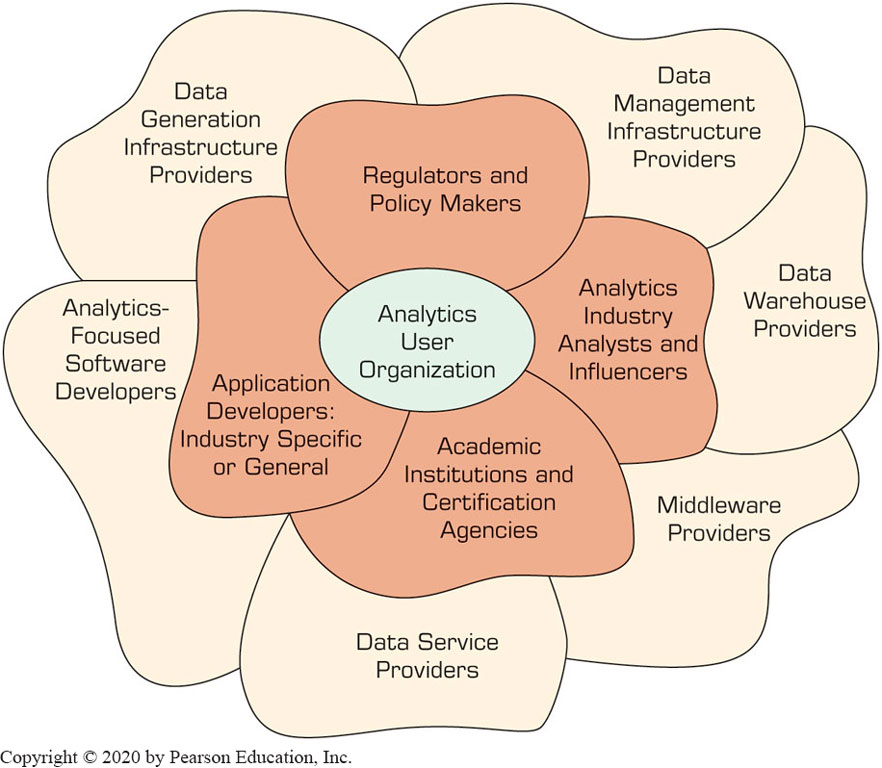 Data
Generation
Infrastructure
Providers
Data
Management
Infrastructure
Providers
Regulators and
Policy Makers
Data
Warehouse
Providers
Analytics
Industry
Analysts and
Influencers
Analytics
User
Organization
Analytics-
Focused
Software
Developers
Application
Developers:
Industry Specific
or General
Academic
Institutions and
Certification
Agencies
Middleware
Providers
Data Service
Providers
Copyright © 2020 by Pearson Education, Inc.